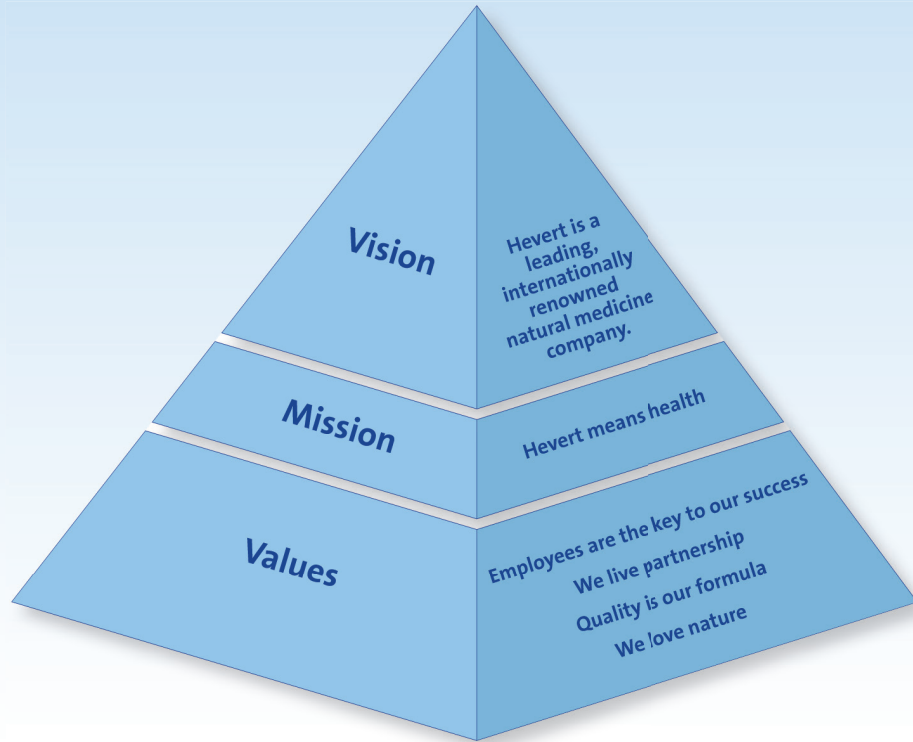 Vision
Hevert is a
leading,
internationally
renowned
natural medicine
company.
Mission
Hevert means health
Values
Employees are the key to our success
We live partnership
Quality is our formula
We love nature